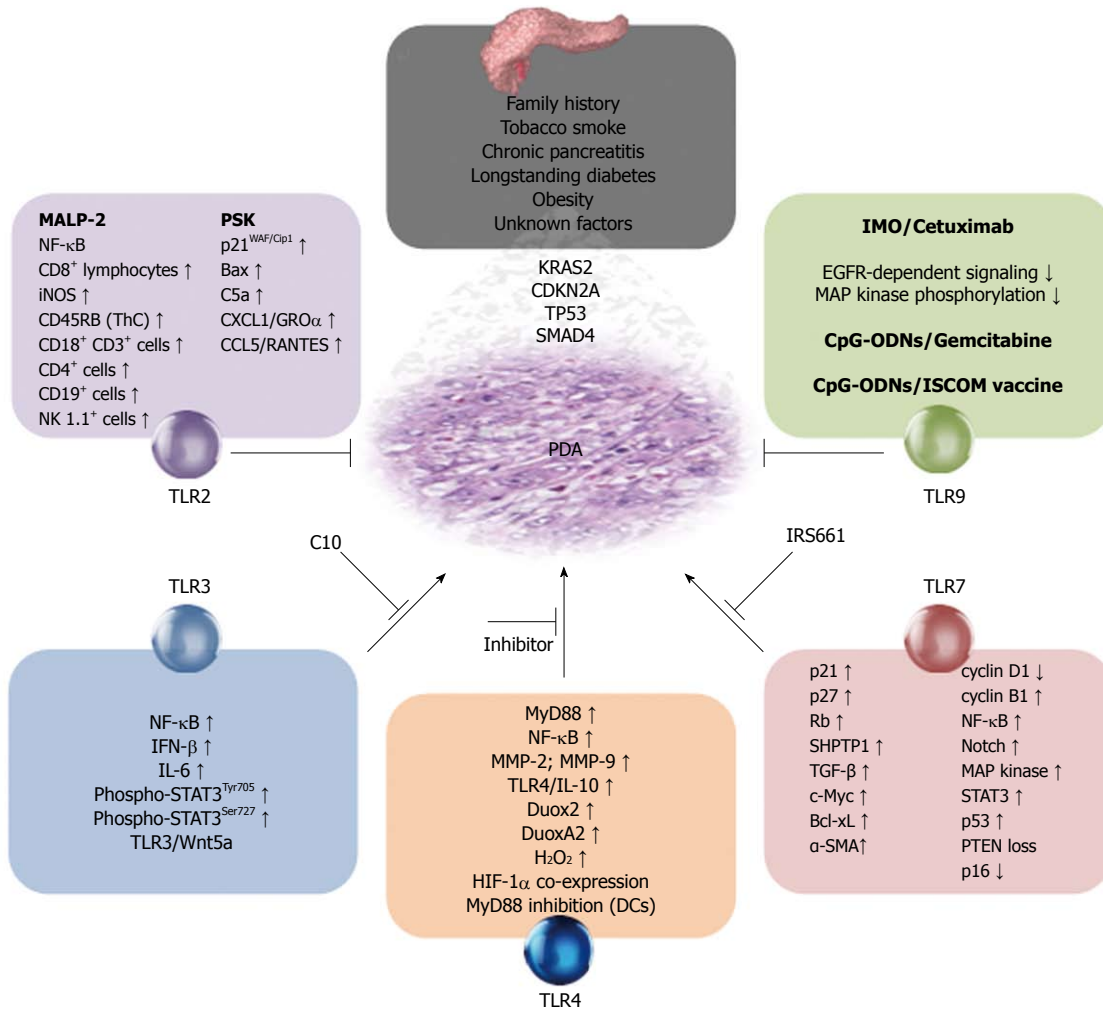 Family history
Tobacco smoke
Chronic pancreatitis
Longstanding diabetes
Obesity
Unknown factors
KRAS2
CDKN2A
TP53
SMAD4
PDA
MALP-2
NF-κB
CD8⁺ lymphocytes ↑
iNOS ↑
CD45RB (ThC) ↑
CD18⁺ CD3⁺ cells ↑
CD4⁺ cells ↑
CD19⁺ cells ↑
NK 1.1⁺ cells ↑
PSK
p21WAF/Cip1 ↑
Bax ↑
C5a ↑
CXCL1/GROα ↑
CCL5/RANTES ↑
TLR2
IMO/Cetuximab
EGFR-dependent signaling ↓
MAP kinase phosphorylation ↓
CpG-ODNs/Gemcitabine
CpG-ODNs/ISCOM vaccine
TLR9
C10
TLR3
NF-κB ↑
IFN-β ↑
IL-6 ↑
Phospho-STAT3Tyr705 ↑
Phospho-STAT3Ser727 ↑
TLR3/Wnt5a
Inhibitor
MyD88 ↑
NF-κB ↑
MMP-2; MMP-9 ↑
TLR4/IL-10 ↑
Duox2 ↑
DuoxA2 ↑
H₂O₂ ↑
HIF-1α co-expression
MyD88 inhibition (DCs)
TLR4
IRS661
TLR7
p21 ↑
p27 ↑
Rb ↑
SHPTP1 ↑
TGF-β ↑
c-Myc ↑
Bcl-xL ↑
α-SMA↑
cyclin D1 ↓
cyclin B1 ↑
NF-κB ↑
Notch ↑
MAP kinase ↑
STAT3 ↑
p53 ↑
PTEN loss
p16 ↓